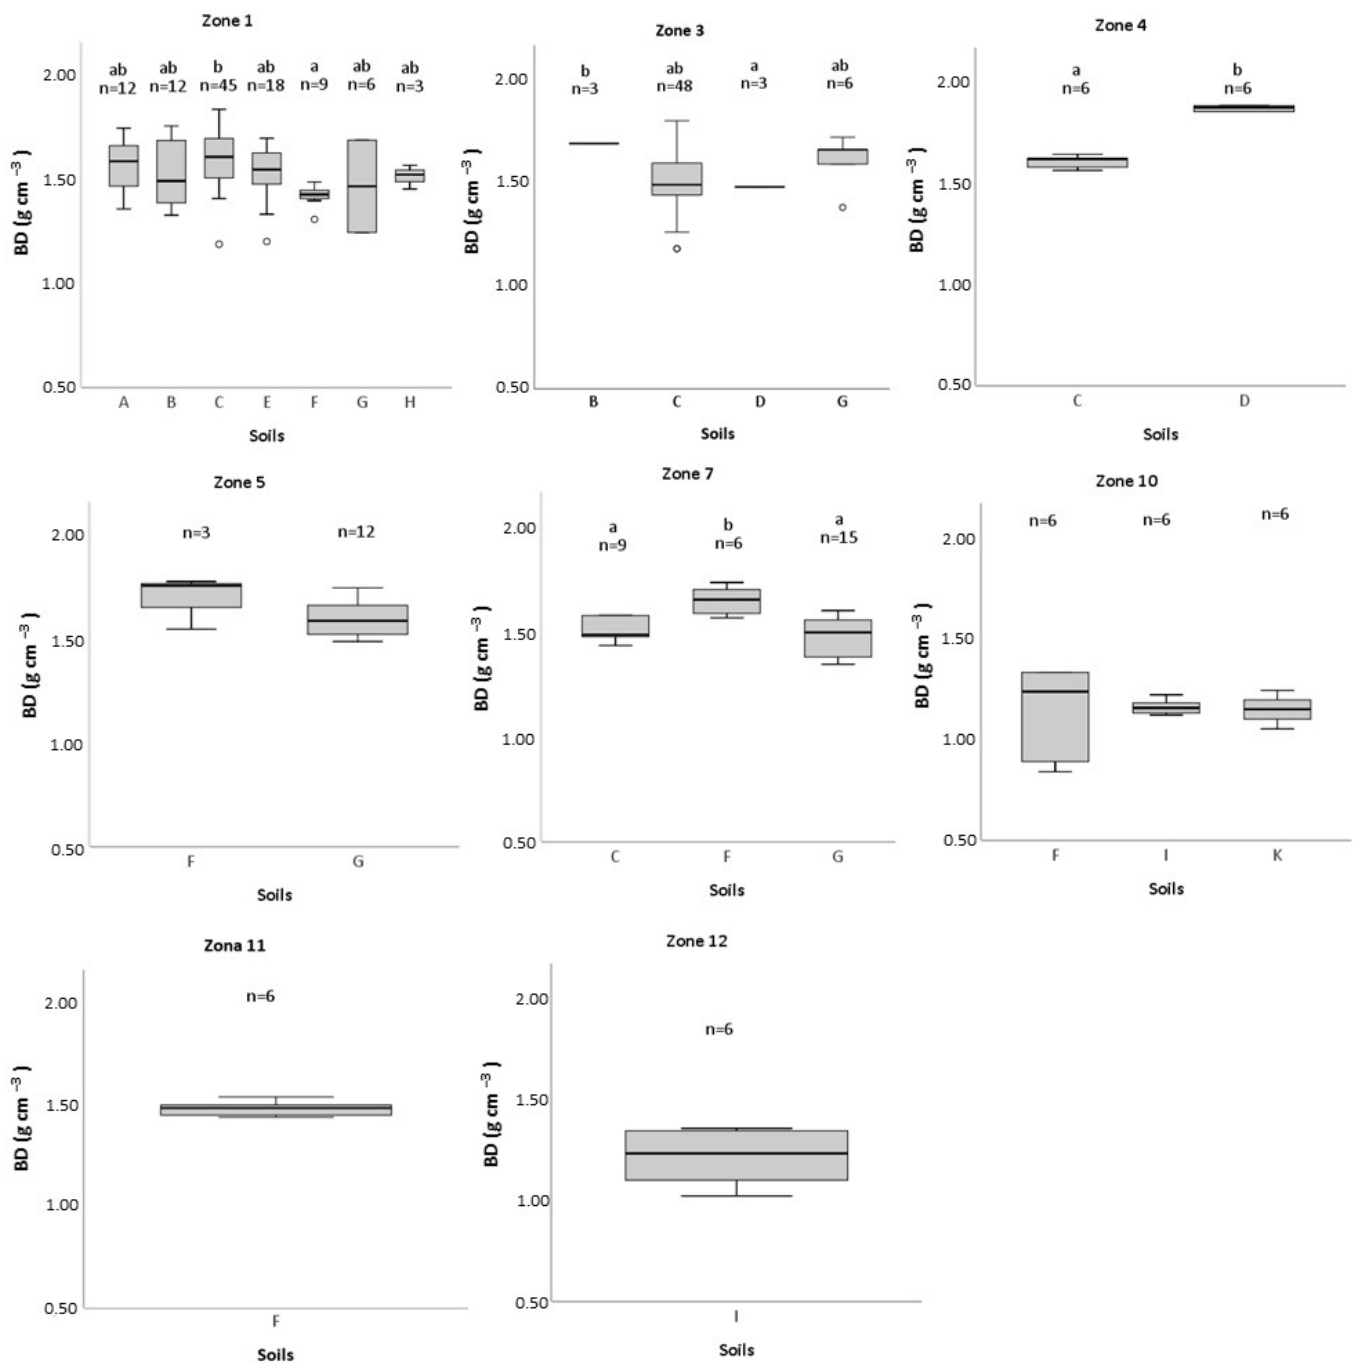 Zone 1
ab ab b ab a ab ab
n=12 n=12 n=45 n=18 n=9 n=6 n=3
2.00
1.50
1.00
0.50
BD (g cm −3 )
A B C E F G H
Soils
Zone 3
b ab a ab
n=3 n=48 n=3 n=6
2.00
1.50
1.00
0.50
BD (g cm −3 )
B C D G
Soils
Zone 4
a b
n=6 n=6
2.00
1.50
1.00
0.50
BD (g cm −3 )
C D
Soils
Zone 5
n=3 n=12
2.00
1.50
1.00
0.50
BD (g cm −3 )
F G
Soils
Zone 7
a b a
n=9 n=6 n=15
2.00
1.50
1.00
0.50
BD (g cm −3 )
C F G
Soils
Zone 10
n=6 n=6 n=6
2.00
1.50
1.00
0.50
BD (g cm −3 )
F I K
Soils
Zona 11
n=6
2.00
1.50
1.00
0.50
BD (g cm −3 )
F
Soils
Zone 12
n=6
2.00
1.50
1.00
0.50
BD (g cm −3 )
I
Soils